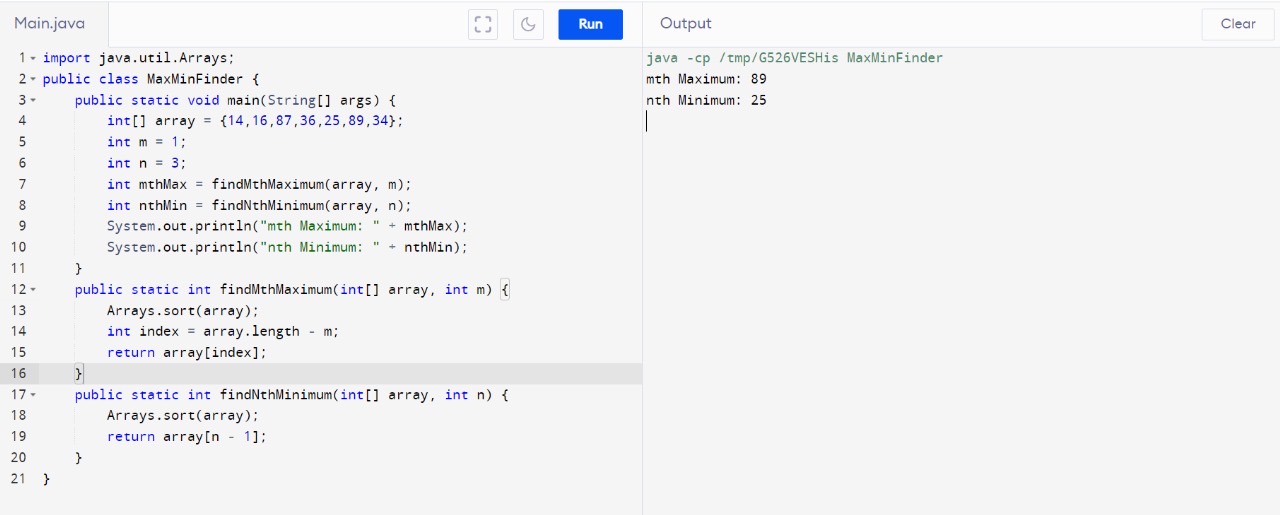 Main.java
Run
Output
Clear
1 import java.util.Arrays;
2 public class MaxMinFinder {
3     public static void main(String[] args) {
4         int[] array = {14,16,87,36,25,89,34};
5         int m = 1;
6         int n = 3;
7         int mthMax = findMthMaximum(array, m);
8         int nthMin = findNthMinimum(array, n);
9         System.out.println("mth Maximum: " + mthMax);
10         System.out.println("nth Minimum: " + nthMin);
11     }
12     public static int findMthMaximum(int[] array, int m) {
13         Arrays.sort(array);
14         int index = array.length - m;
15         return array[index];
16     }
17     public static int findNthMinimum(int[] array, int n) {
18         Arrays.sort(array);
19         return array[n - 1];
20     }
21 }
java -cp /tmp/G526VESHis MaxMinFinder
mth Maximum: 89
nth Minimum: 25